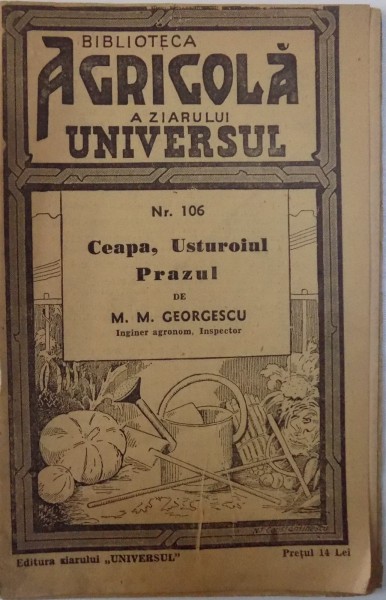 BIBLIOTECA
AGRICOLĂ
A ZIARULUI
UNIVERSUL
Nr. 106
Ceapa, Usturoiul
Prazul
DE
M. M. GEORGESCU
Inginer agronom, Inspector
Editura ziarului „UNIVERSUL"
Prețul 14 Lei